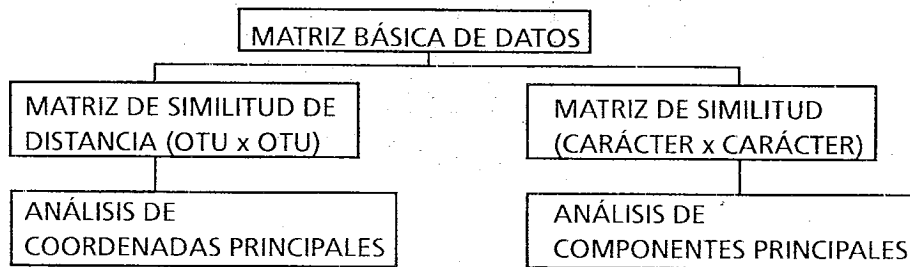 MATRIZ BÁSICA DE DATOS
MATRIZ DE SIMILITUD DE
DISTANCIA (OTU x OTU)
MATRIZ DE SIMILITUD
(CARÁCTER x CARÁCTER)
ANÁLISIS DE
COORDENADAS PRINCIPALES
ANÁLISIS DE
COMPONENTES PRINCIPALES